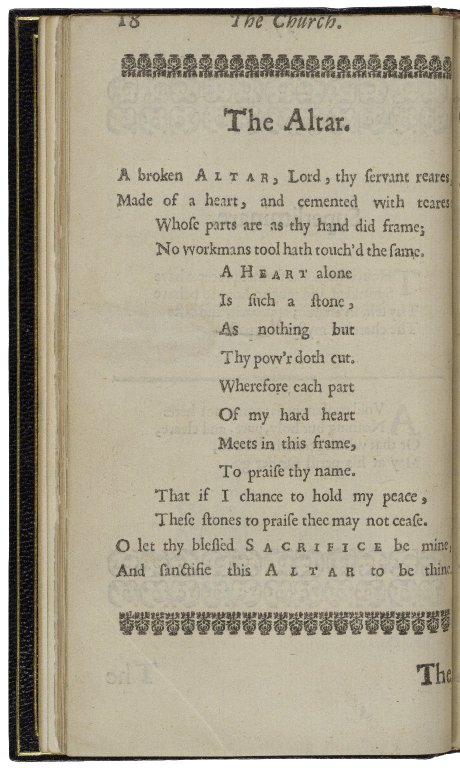 18 The Church.
The Altar.
A broken ALTAR, Lord, thy ſervant reares,
Made of a heart, and cemented with teares:
Whoſe parts are as thy hand did frame;
No workmans tool hath touch'd the ſame.
A HEART alone
Is ſuch a ſtone,
As nothing but
Thy pow'r doth cut.
Wherefore each part
Of my hard heart
Meets in this frame,
To praiſe thy name.
That if I chance to hold my peace,
Theſe ſtones to praiſe thee may not ceaſe.
O let thy bleſſed SACRIFICE be mine,
And ſanctifie this ALTAR to be thine.
The